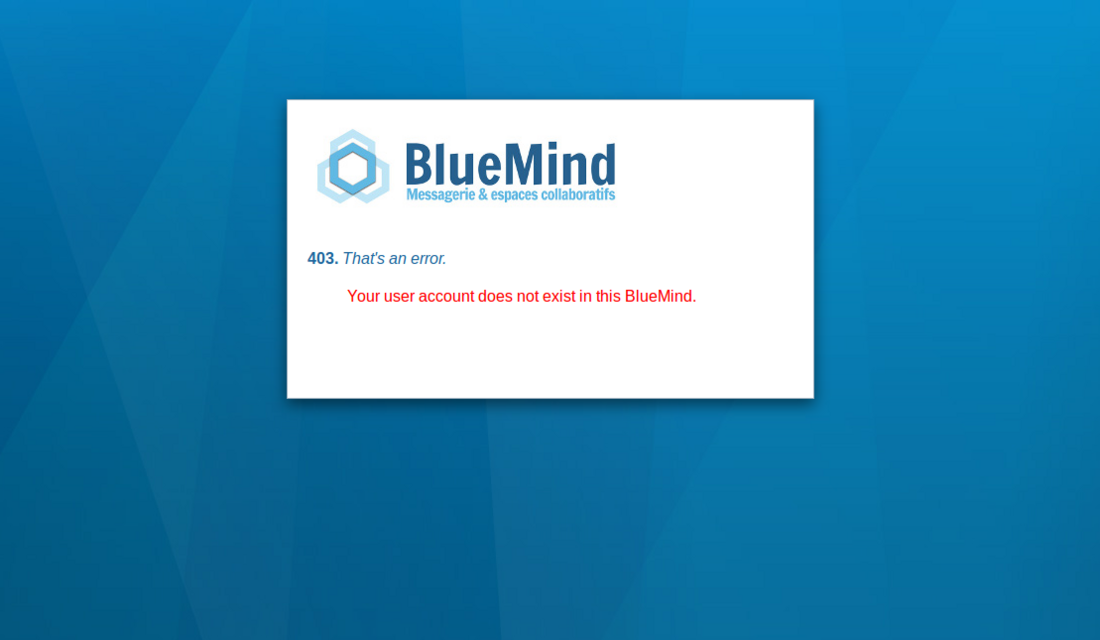 BlueMind
Messagerie & espaces collaboratifs
403. That's an error.
Your user account does not exist in this BlueMind.